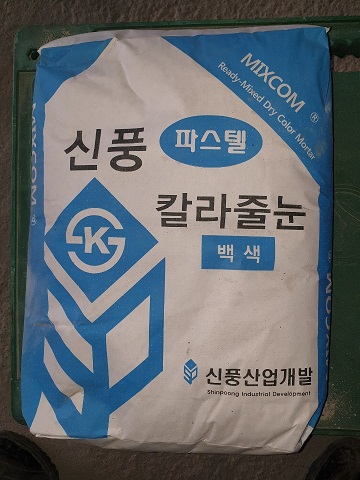 MIXCOM ®
Ready-Mixed Dry Color Mortar
MIXCOM
신풍 파스텔
칼라줄눈
백색
신풍산업개발
Shinpoong Industrial Development